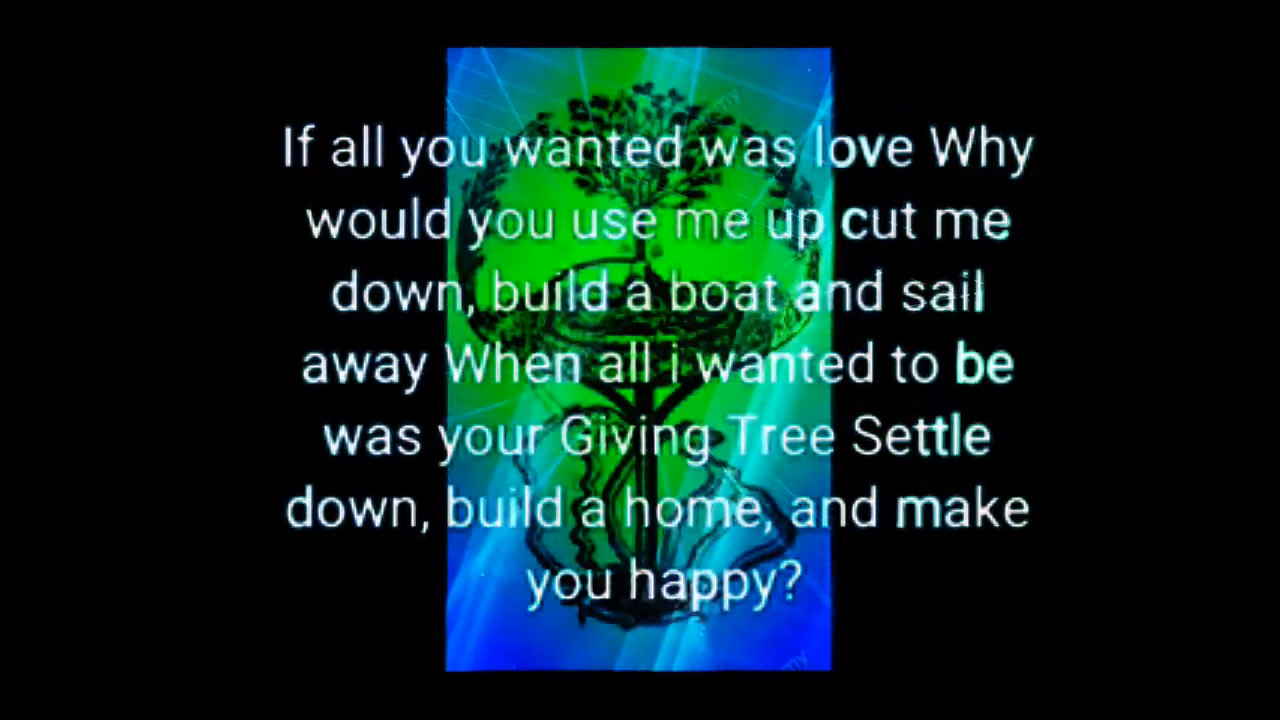 If all you wanted was love Why
would you use me up cut me
down, build a boat and sail
away When all i wanted to be
was your Giving Tree Settle
down, build a home, and make
you happy?